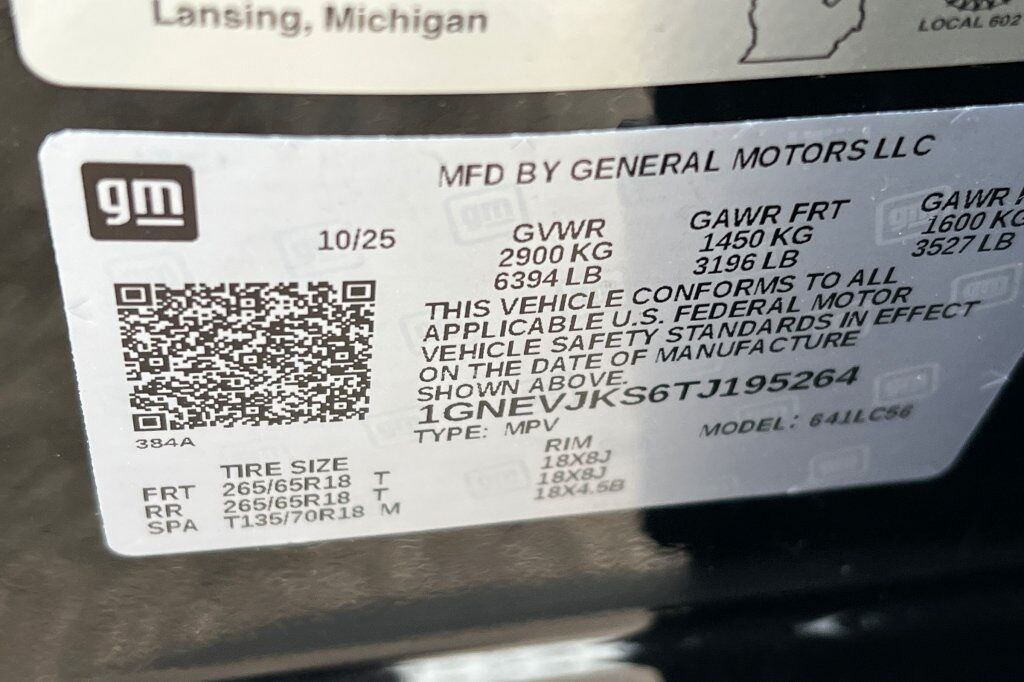 Lansing, Michigan
LOCAL 602
gm
MFD BY GENERAL MOTORS LLC
10/25
GVWR
2900 KG
6394 LB
GAWR FRT
1450 KG
3196 LB
GAWR
1600 KG
3527 LB
THIS VEHICLE CONFORMS TO ALL
APPLICABLE U.S. FEDERAL MOTOR
VEHICLE SAFETY STANDARDS IN EFFECT
ON THE DATE OF MANUFACTURE
SHOWN ABOVE.
1GNEVJKS6TJ195264
TYPE: MPV
MODEL: 641LC56
384A
TIRE SIZE
RIM
FRT 265/65R18 T 18X8J
RR 265/65R18 T 18X8J
SPA T135/70R18 M 18X4.5B